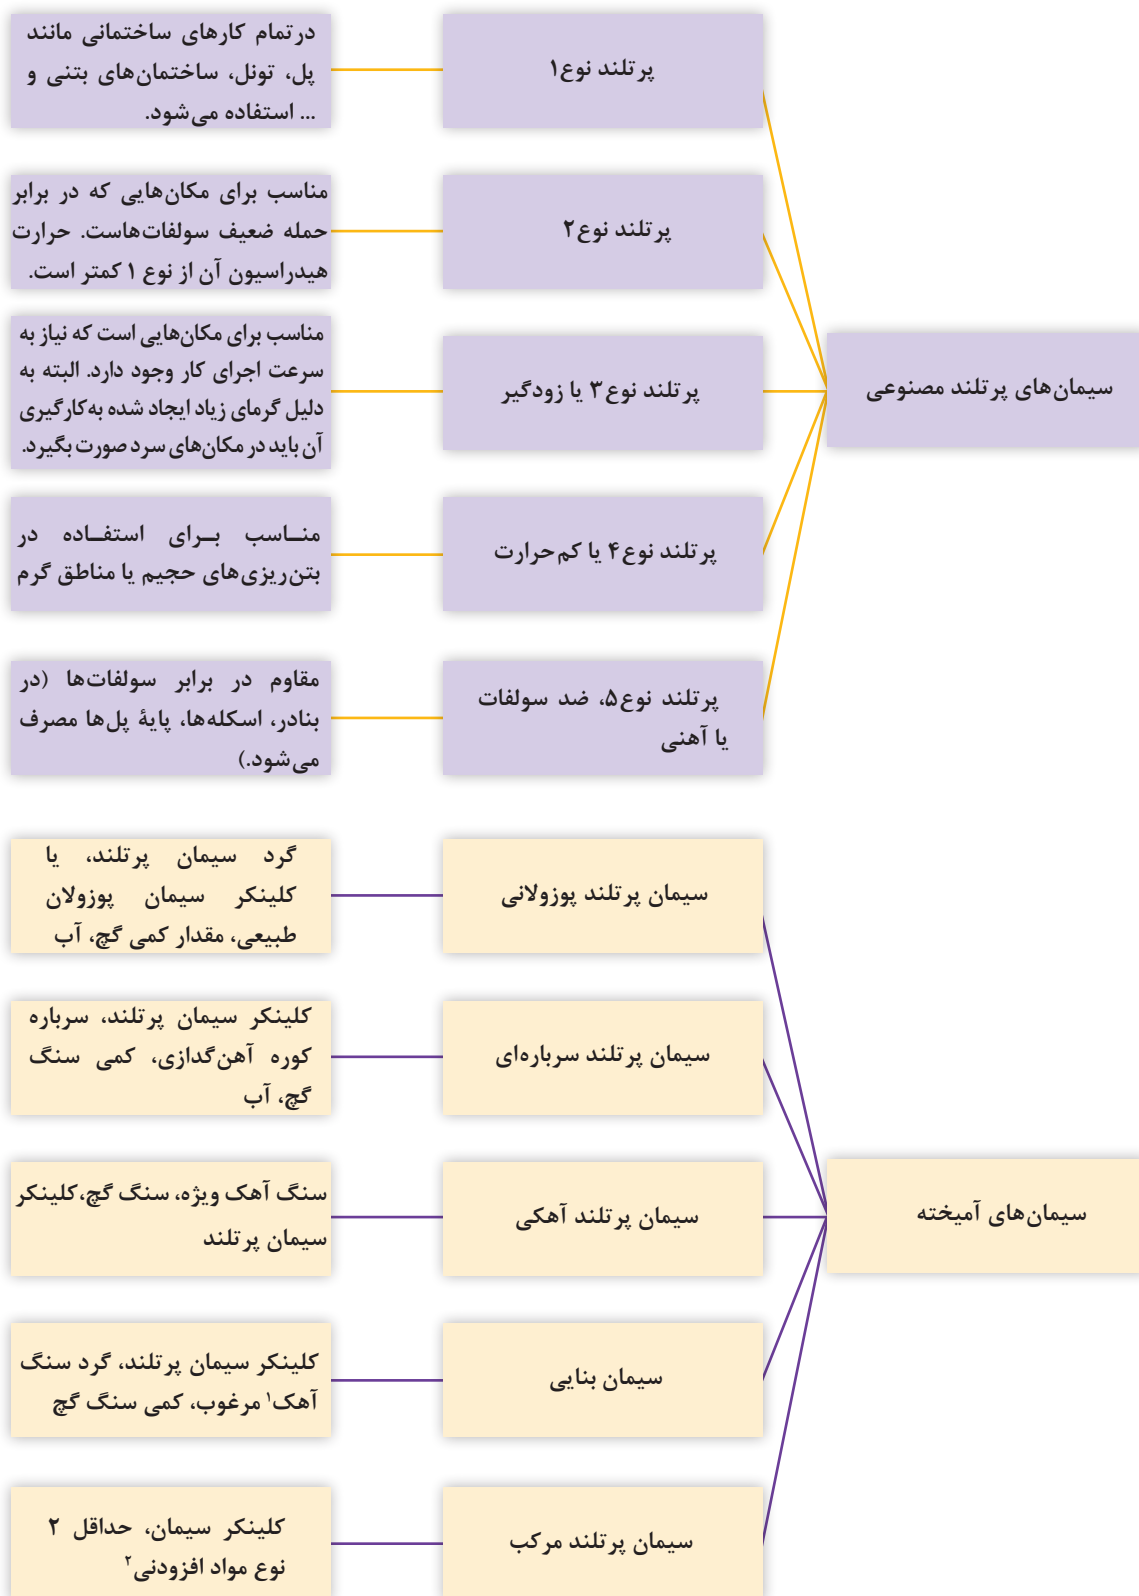 سیمان‌های پرتلند مصنوعی
پرتلند نوع۱
درتمام کارهای ساختمانی مانند
پل، تونل، ساختمان‌های بتنی و
... استفاده می‌شود.
پرتلند نوع۲
مناسب برای مکان‌هایی که در برابر
حمله ضعیف سولفات‌هاست. حرارت
هیدراسیون آن از نوع ۱ کمتر است.
پرتلند نوع۳ یا زودگیر
مناسب برای مکان‌هایی است که نیاز به
سرعت اجرای کار وجود دارد. البته به
دلیل گرمای زیاد ایجاد شده به‌کارگیری
آن باید در مکان‌های سرد صورت بگیرد.
پرتلند نوع۴ یا کم‌حرارت
منــاسب بــرای استفــاده در
بتن‌ریزی‌های حجیم یا مناطق گرم
پرتلند نوع۵، ضد سولفات
یا آهنی
مقاوم در برابر سولفات‌ها (در
بنادر، اسکله‌ها، پایهٔ پل‌ها مصرف
می‌شود.)
سیمان‌های آمیخته
سیمان پرتلند پوزولانی
گرد سیمان پرتلند، یا
کلینکر سیمان پوزولان
طبیعی، مقدار کمی گچ، آب
سیمان پرتلند سرباره‌ای
کلینکر سیمان پرتلند، سرباره
کوره آهن‌گدازی، کمی سنگ
گچ، آب
سیمان پرتلند آهکی
سنگ آهک ویژه، سنگ گچ،کلینکر
سیمان پرتلند
سیمان بنایی
کلینکر سیمان پرتلند، گرد سنگ
آهک۱ مرغوب، کمی سنگ گچ
سیمان پرتلند مرکب
کلینکر سیمان، حداقل ۲
نوع مواد افزودنی۲